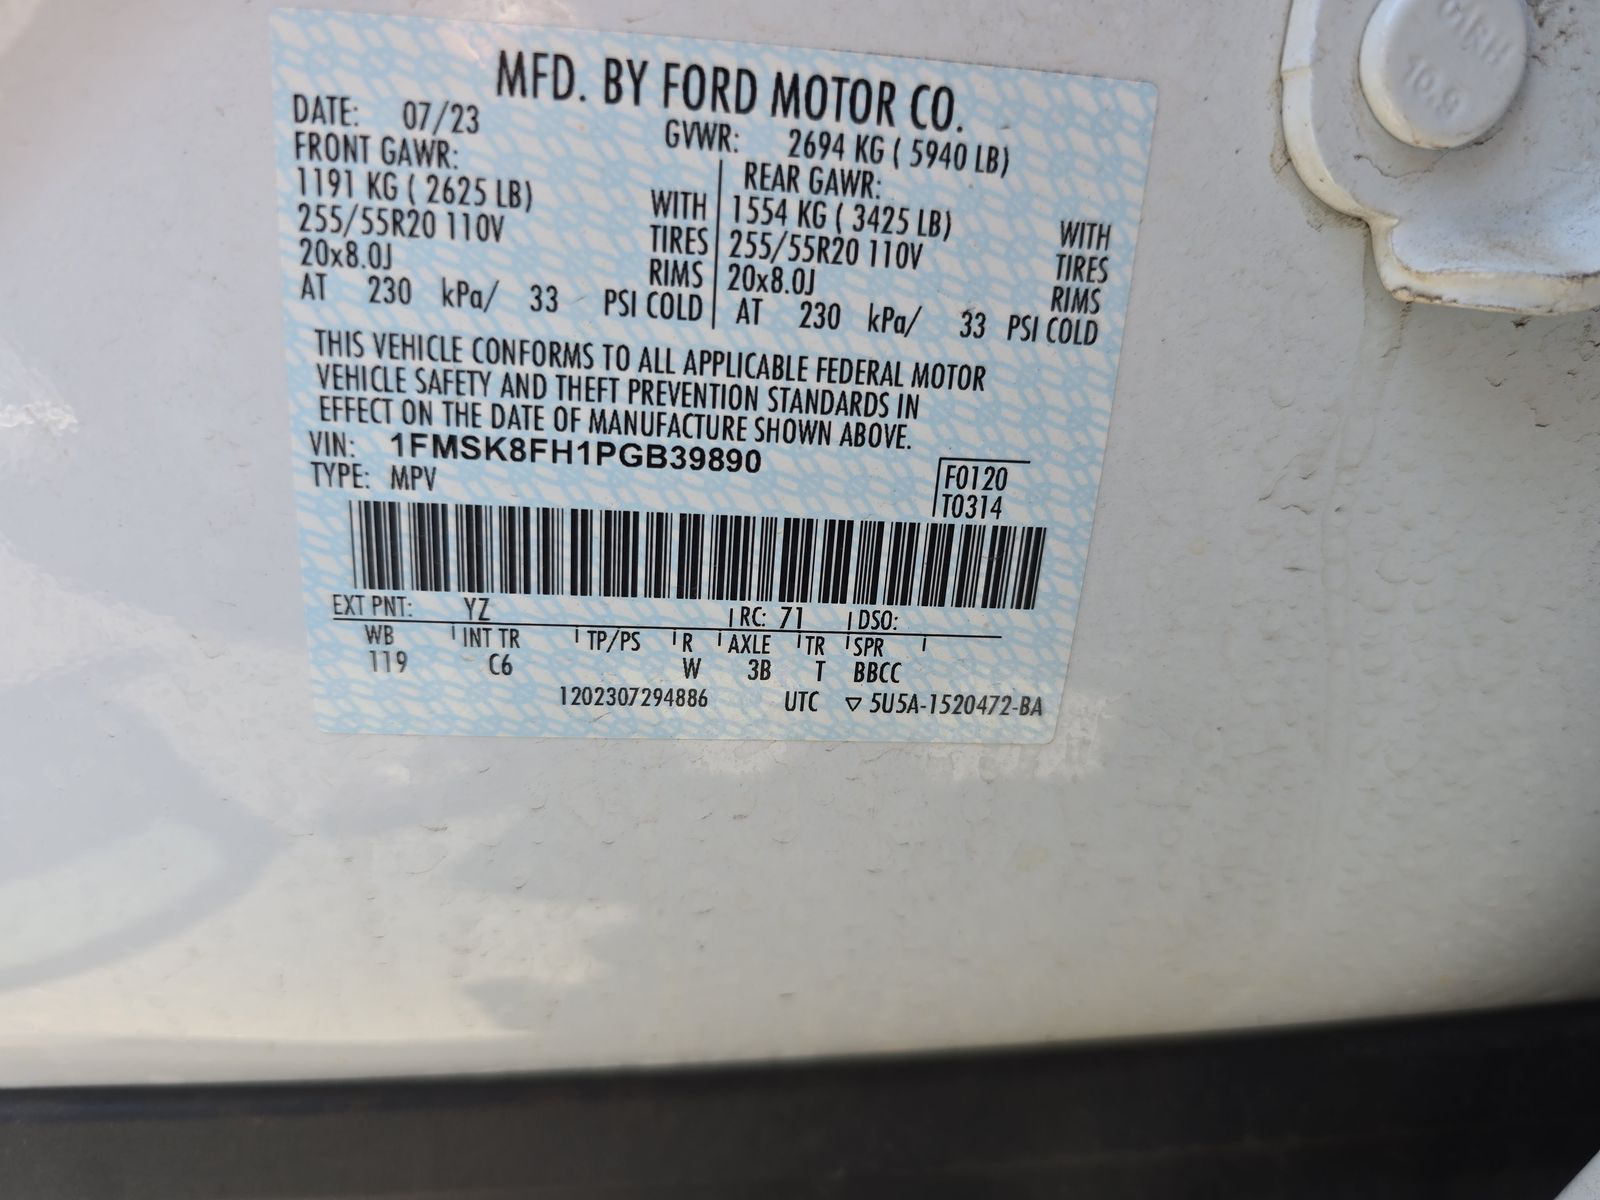 MFD. BY FORD MOTOR CO.
DATE: 07/23 GVWR: 2694 KG ( 5940 LB)
FRONT GAWR: REAR GAWR:
1191 KG ( 2625 LB) WITH 1554 KG ( 3425 LB) WITH
255/55R20 110V TIRES 255/55R20 110V TIRES
20x8.0J RIMS 20x8.0J RIMS
AT 230 kPa/ 33 PSI COLD AT 230 kPa/ 33 PSI COLD
THIS VEHICLE CONFORMS TO ALL APPLICABLE FEDERAL MOTOR
VEHICLE SAFETY AND THEFT PREVENTION STANDARDS IN
EFFECT ON THE DATE OF MANUFACTURE SHOWN ABOVE.
VIN: 1FMSK8FH1PGB39890
TYPE: MPV F0120
T0314
EXT PNT: YZ RC: 71 DSO:
WB INT TR TP/PS R AXLE TR SPR
119 C6 W 3B T BBCC
1202307294886 UTC ▽ 5U5A-1520472-BA
10.9